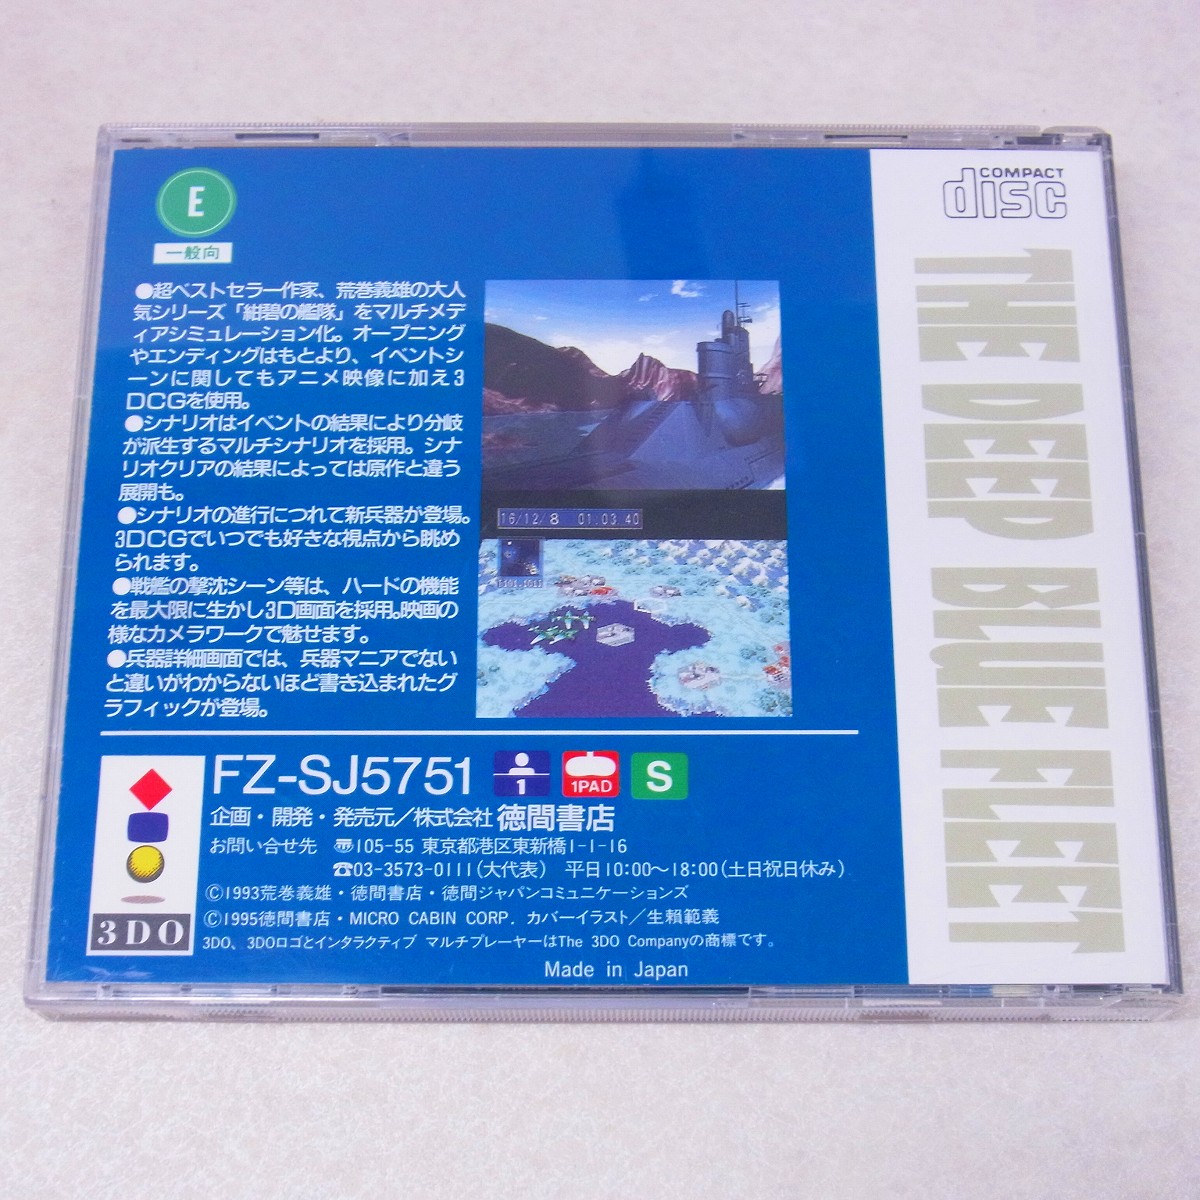 E
一般向
●超ベストセラー作家、荒巻義雄の大人
気シリーズ「紺碧の艦隊」をマルチメデ
ィアシミュレーション化。オープニング
やエンディングはもとより、イベントシ
ーンに関してもアニメ映像に加え3
DCGを使用。
●シナリオはイベントの結果により分岐
が派生するマルチシナリオを採用。シナ
リオクリアの結果によっては原作と違う
展開も。
●シナリオの進行につれて新兵器が登場。
3DCGでいつでも好きな視点から眺め
られます。
●戦艦の撃沈シーン等は、ハードの機能
を最大限に生かし3D画面を採用。映画の
様なカメラワークで魅せます。
●兵器詳細画面では、兵器マニアでない
と違いがわからないほど書き込まれたグ
ラフィックが登場。
16/12/8 01.03.40
COMPACT
disc
THE DEEP BLUE FLEET
FZ-SJ5751
1
1PAD
S
企画・開発・発売元／株式会社 徳間書店
お問い合せ先 〠105-55 東京都港区東新橋1-1-16
☎03-3573-0111(大代表) 平日10:00〜18:00(土日祝日休み)
Ⓒ1993荒巻義雄・徳間書店・徳間ジャパンコミュニケーションズ
Ⓒ1995徳間書店・MICRO CABIN CORP. カバーイラスト／生賴範義
3DO、3DOロゴとインタラクティブ マルチプレーヤーはThe 3DO Companyの商標です。
Made in Japan
3DO